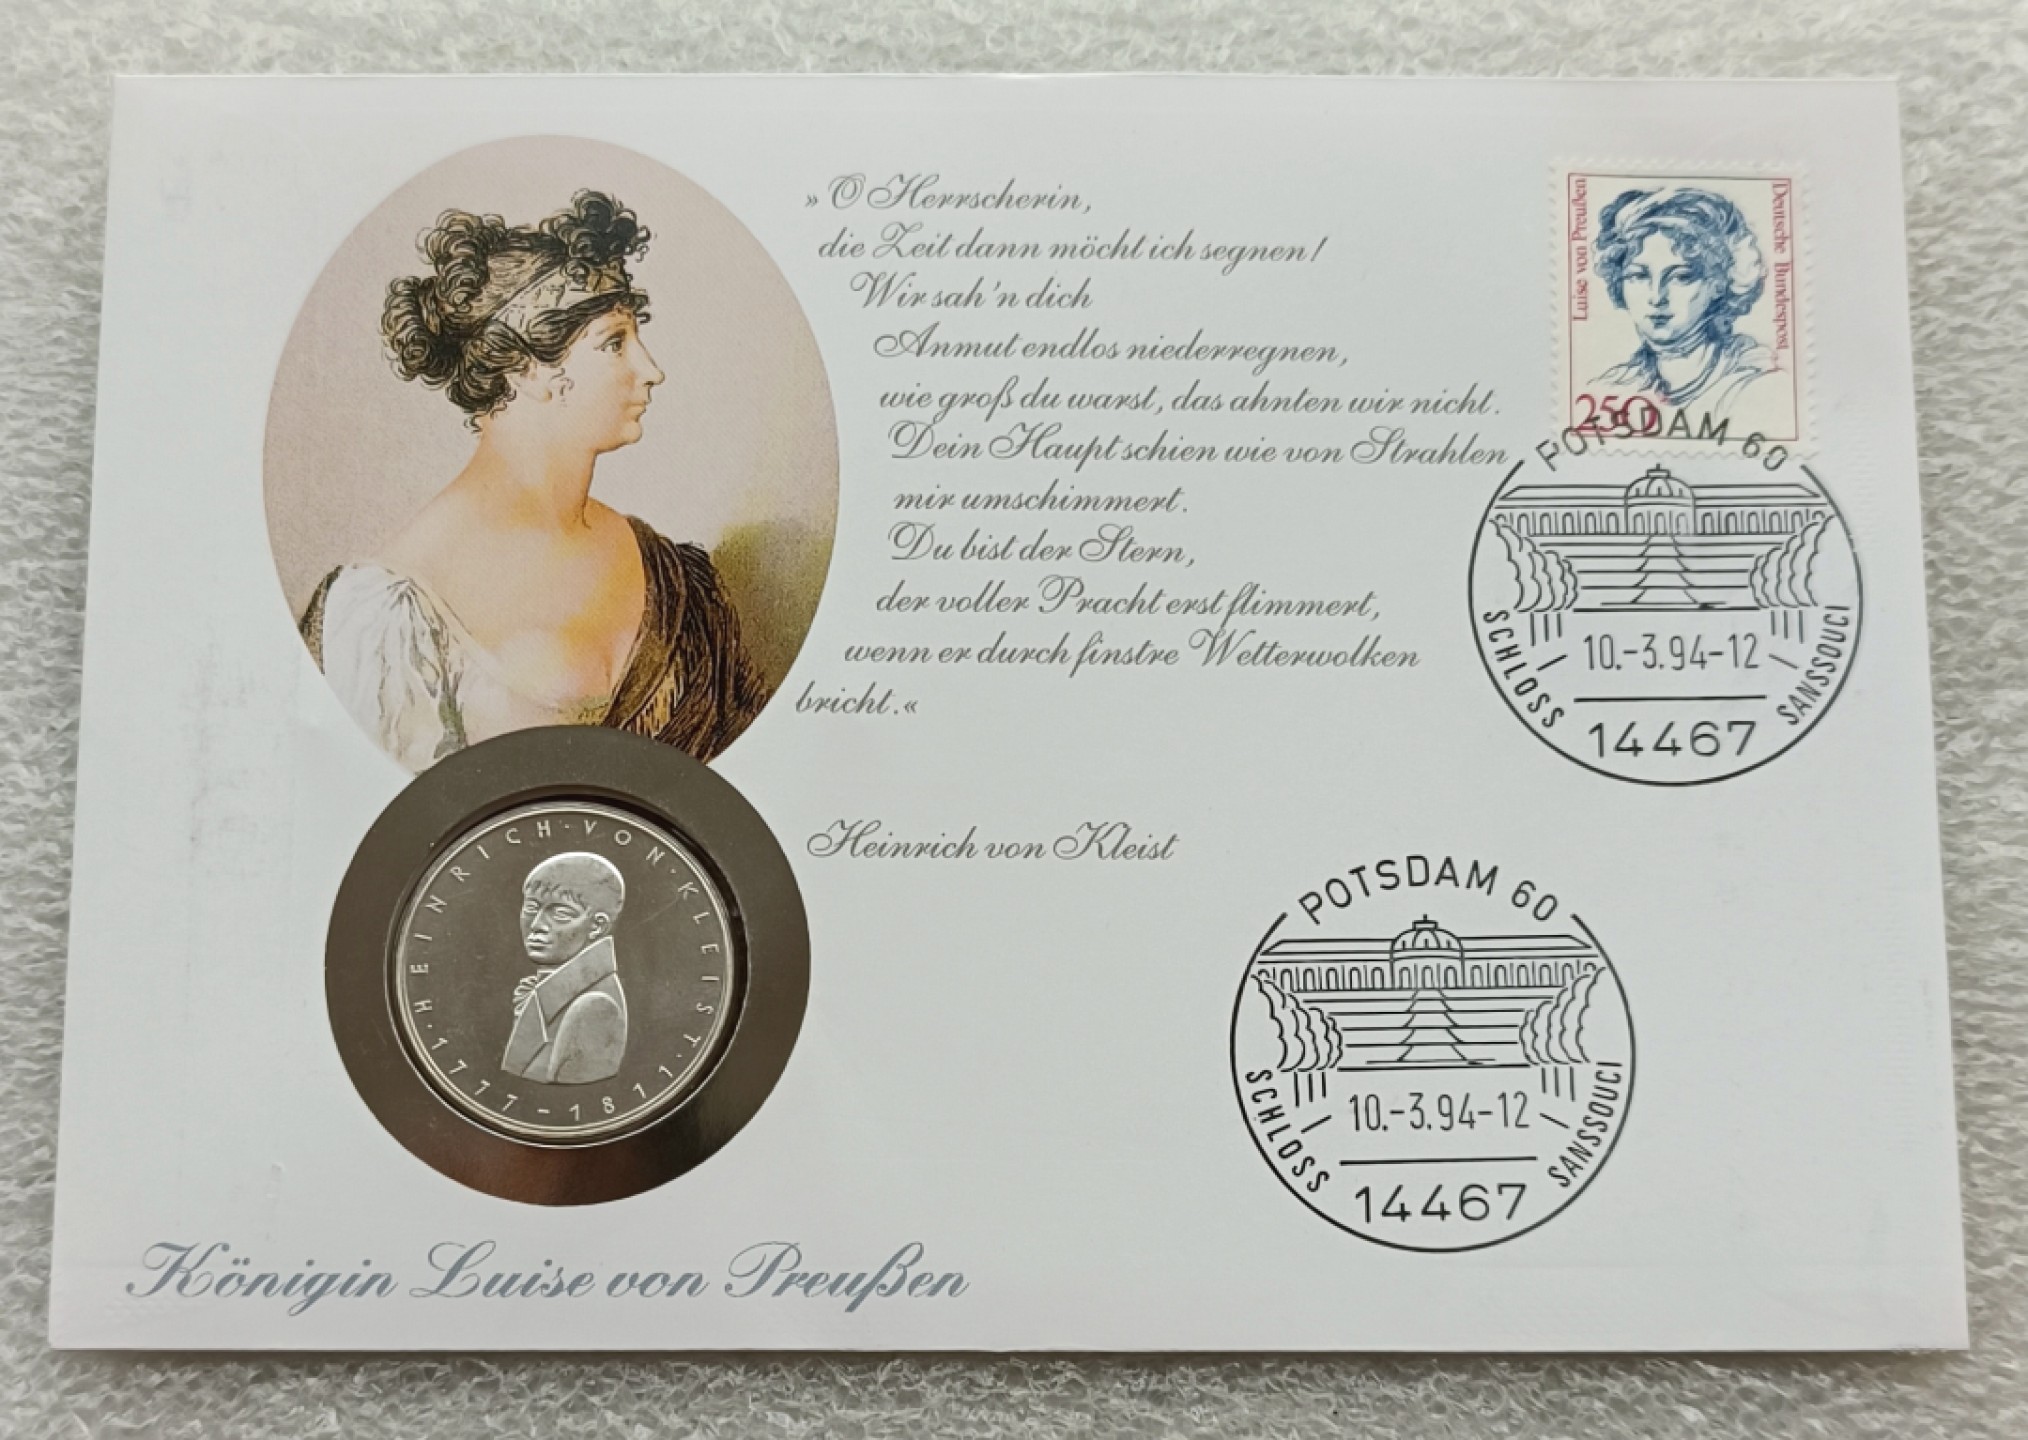 »O Herrscherin,
die Zeit dann möcht ich segnen!
Wir sah'n dich
Anmut endlos niederregnen,
wie groß du warst, das ahnten wir nicht.
Dein Haupt schien wie von Strahlen
mir umschimmert.
Du bist der Stern,
der voller Pracht erst flimmert,
wenn er durch finstre Wetterwolken
bricht.«
Heinrich von Kleist
Luise von Preußen
Deutsche Bundespost
250
POTSDAM 60
10.-3.94-12
SCHLOSS SANSSOUCI
14467
HEINRICH·VON·KLEIST·
1777-1811
POTSDAM 60
10.-3.94-12
SCHLOSS SANSSOUCI
14467
Königin Luise von Preußen